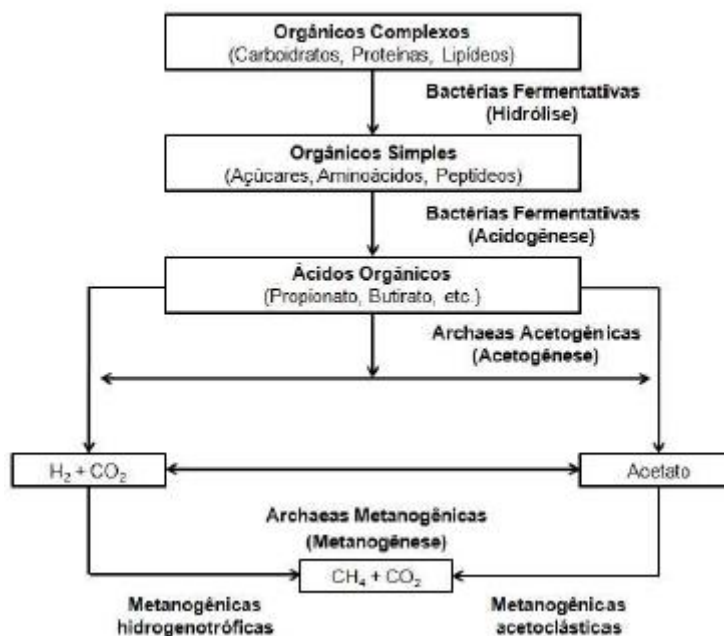 Orgânicos Complexos
(Carboidratos, Proteínas, Lipídeos)
Bactérias Fermentativas
(Hidrólise)
Orgânicos Simples
(Açúcares, Aminoácidos, Peptídeos)
Bactérias Fermentativas
(Acidogênese)
Ácidos Orgânicos
(Propionato, Butirato, etc.)
Archaeas Acetogênicas
(Acetogênese)
H₂ + CO₂
Acetato
Archaeas Metanogênicas
(Metanogênese)
CH₄ + CO₂
Metanogênicas
hidrogenotróficas
Metanogênicas
acetoclásticas